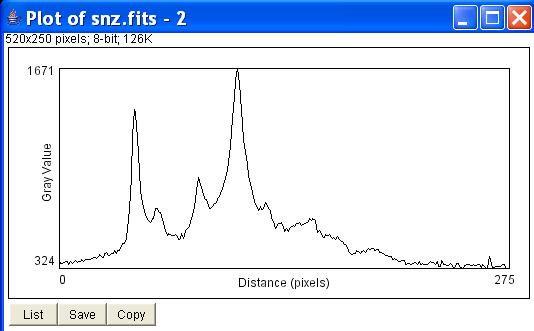 Plot of snz.fits - 2
520x250 pixels; 8-bit; 126K
1671
Gray Value
324
0
275
Distance (pixels)
List
Save
Copy